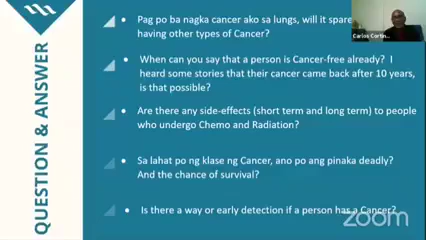 QUESTION & ANSWER
Carlos Cortin...
• Pag po ba nagka cancer ako sa lungs, will it spare
having other types of Cancer?
• When can you say that a person is Cancer-free already? I
heard some stories that their cancer came back after 10 years,
is that possible?
• Are there any side-effects (short term and long term) to people
who undergo Chemo and Radiation?
• Sa lahat po ng klase ng Cancer, ano po ang pinaka deadly?
And the chance of survival?
• Is there a way or early detection if a person has a Cancer?
zoom